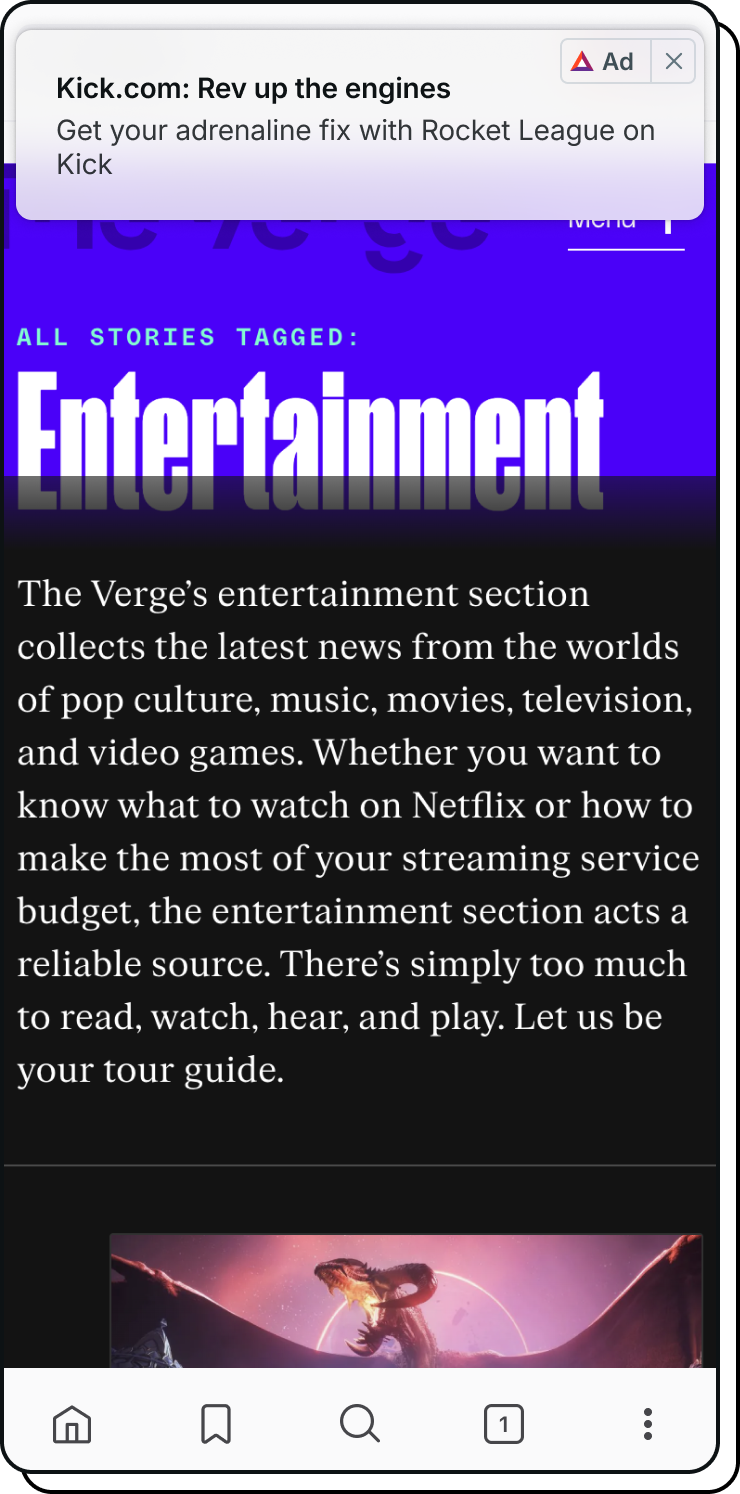 Ad
Kick.com: Rev up the engines
Get your adrenaline fix with Rocket League on
Kick
The Verge
Menu
ALL STORIES TAGGED:
Entertainment
The Verge’s entertainment section
collects the latest news from the worlds
of pop culture, music, movies, television,
and video games. Whether you want to
know what to watch on Netflix or how to
make the most of your streaming service
budget, the entertainment section acts a
reliable source. There’s simply too much
to read, watch, hear, and play. Let us be
your tour guide.
1